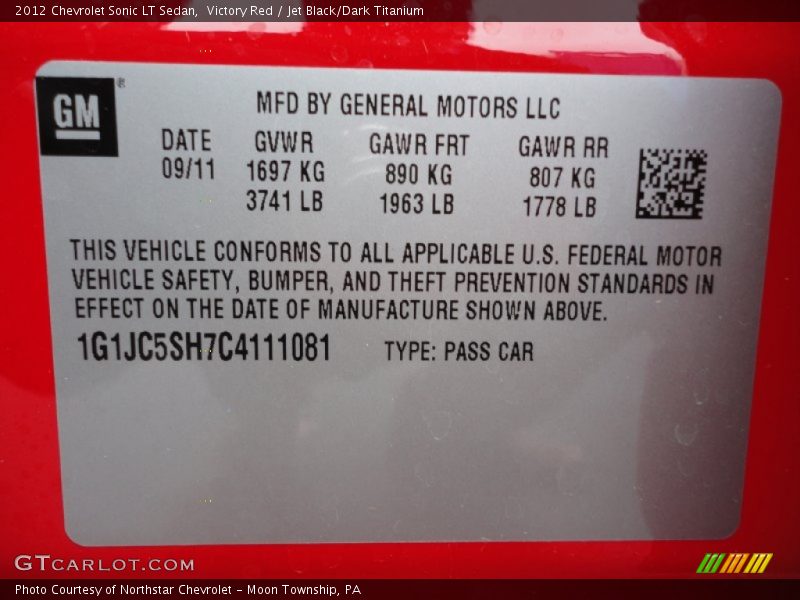 2012 Chevrolet Sonic LT Sedan,  Victory Red / Jet Black/Dark Titanium
GM ®
MFD BY GENERAL MOTORS LLC
DATE GVWR GAWR FRT GAWR RR
09/11 1697 KG 890 KG 807 KG
3741 LB 1963 LB 1778 LB
THIS VEHICLE CONFORMS TO ALL APPLICABLE U.S. FEDERAL MOTOR
VEHICLE SAFETY, BUMPER, AND THEFT PREVENTION STANDARDS IN
EFFECT ON THE DATE OF MANUFACTURE SHOWN ABOVE.
1G1JC5SH7C4111081 TYPE: PASS CAR
GTCARLOT.COM
Photo Courtesy of Northstar Chevrolet - Moon Township, PA